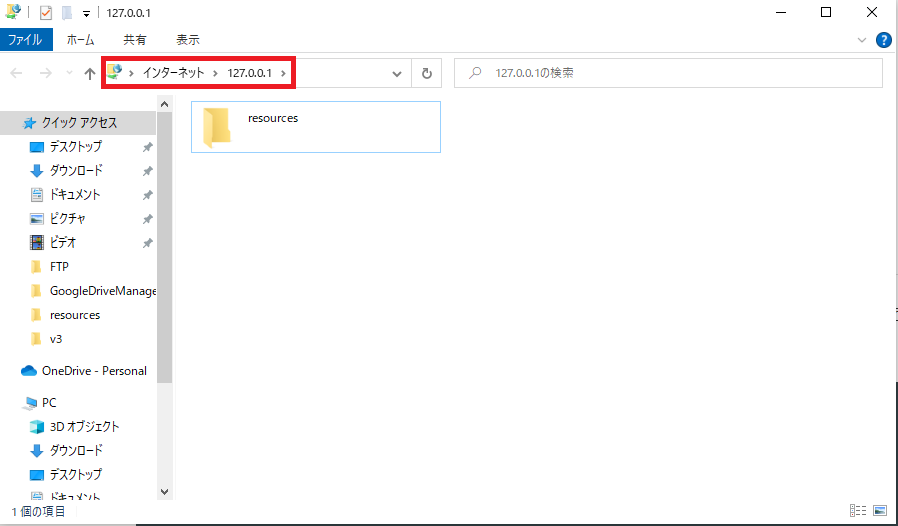 127.0.0.1
ファイル ホーム 共有 表示
インターネット 127.0.0.1 127.0.0.1の検索
クイック アクセス
resources
デスクトップ
ダウンロード
ドキュメント
ピクチャ
ビデオ
FTP
GoogleDriveManage
resources
v3
OneDrive - Personal
PC
3D オブジェクト
ダウンロード
デスクトップ
ドキュメント
1 個の項目